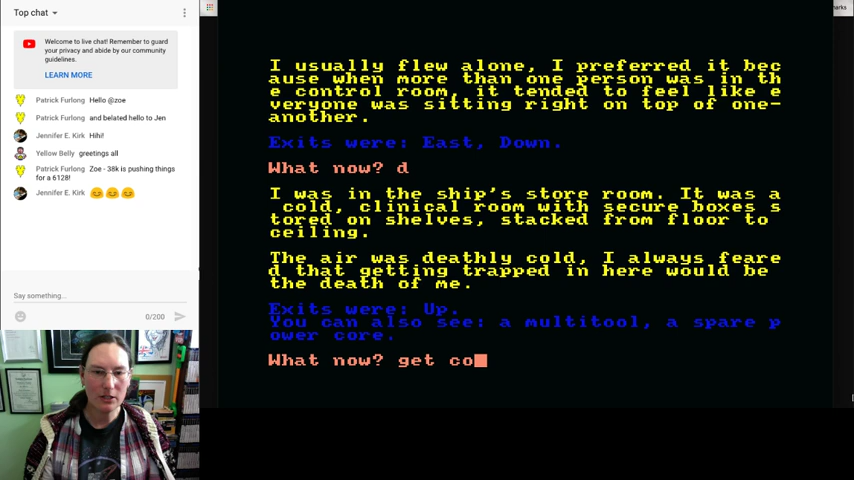 Top chat
Welcome to live chat! Remember to guard
your privacy and abide by our community
guidelines.
LEARN MORE
Patrick Furlong Hello @zoe
Patrick Furlong and belated hello to Jen
Jennifer E. Kirk Hihi!
Yellow Belly greetings all
Patrick Furlong Zoe - 38k is pushing things
for a 6128!
Jennifer E. Kirk 😊😊😊
Say something...
0/200
arks
I usually flew alone, I preferred it bec
ause when more than one person was in th
e control room, it tended to feel like e
veryone was sitting right on top of one-
another.
Exits were: East, Down.
What now? d
I was in the ship's store room. It was a
cold, clinical room with secure boxes s
tored on shelves, stacked from floor to
ceiling.
The air was deathly cold, I always feare
d that getting trapped in here would be
the death of me.
Exits were: Up.
You can also see: a multitool, a spare p
ower core.
What now? get co